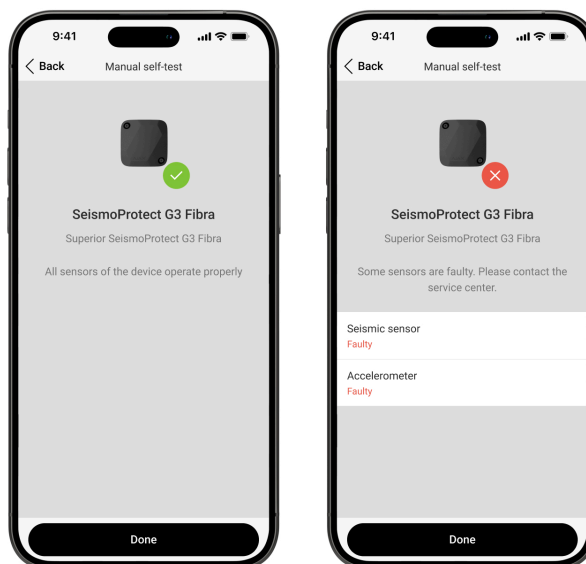 9:41
Back
Manual self-test
SeismoProtect G3 Fibra
Superior SeismoProtect G3 Fibra
All sensors of the device operate properly
Done
9:41
Back
Manual self-test
SeismoProtect G3 Fibra
Superior SeismoProtect G3 Fibra
Some sensors are faulty. Please contact the
service center.
Seismic sensor
Faulty
Accelerometer
Faulty
Done